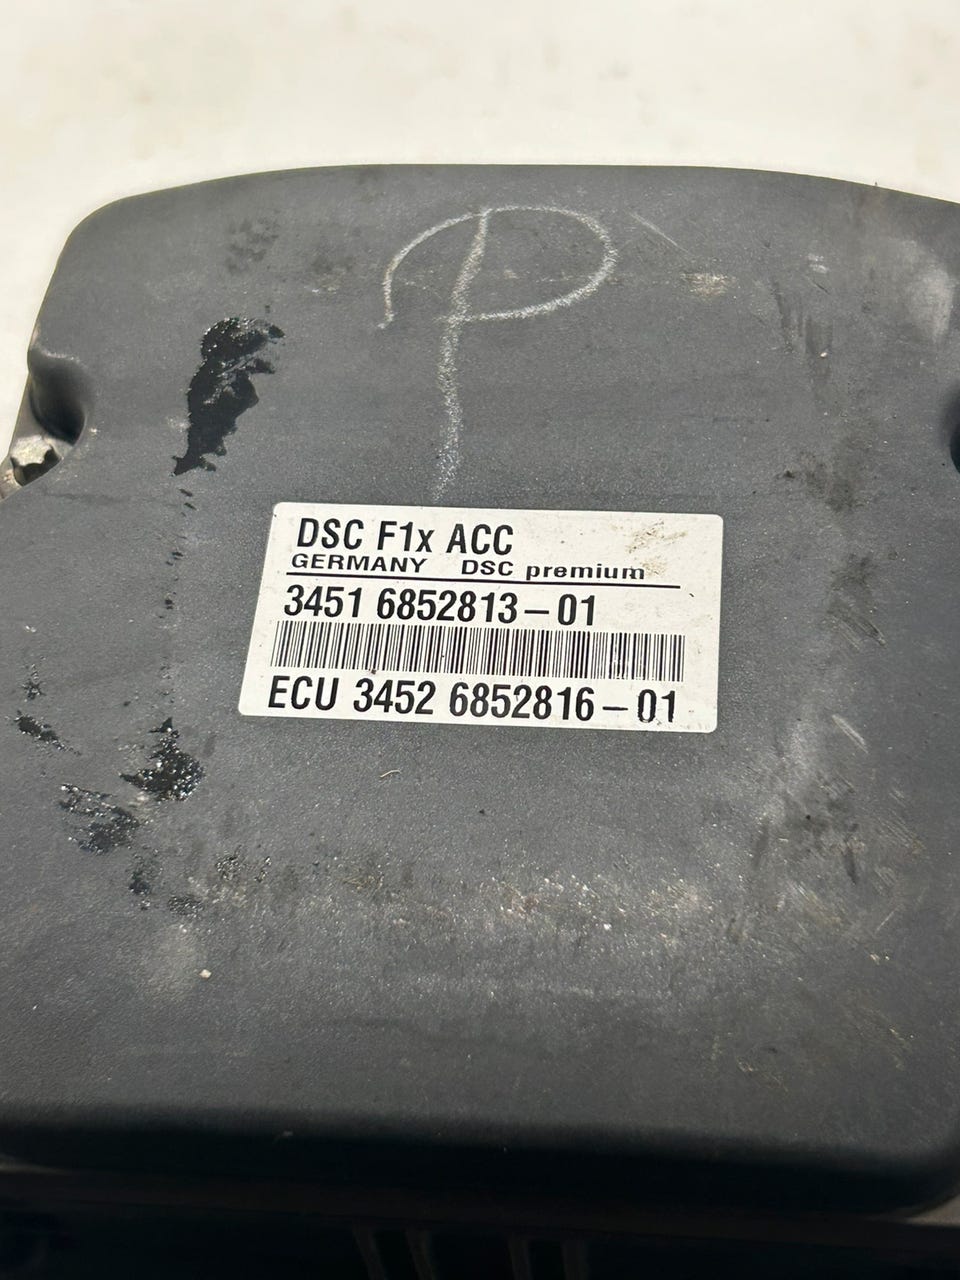 P
DSC F1x ACC
GERMANY DSC premium
3451 6852813-01
ECU 3452 6852816-01